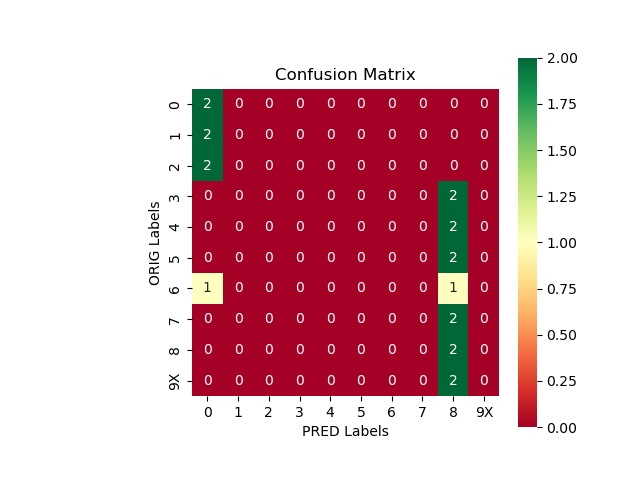 Confusion Matrix
0 2 0 0 0 0 0 0 0 0 0
1 2 0 0 0 0 0 0 0 0 0
2 2 0 0 0 0 0 0 0 0 0
3 0 0 0 0 0 0 0 0 2 0
4 0 0 0 0 0 0 0 0 2 0
5 0 0 0 0 0 0 0 0 2 0
6 1 0 0 0 0 0 0 0 1 0
7 0 0 0 0 0 0 0 0 2 0
8 0 0 0 0 0 0 0 0 2 0
9X 0 0 0 0 0 0 0 0 2 0
0 1 2 3 4 5 6 7 8 9X
PRED Labels
ORIG Labels
2.00
1.75
1.50
1.25
1.00
0.75
0.50
0.25
0.00